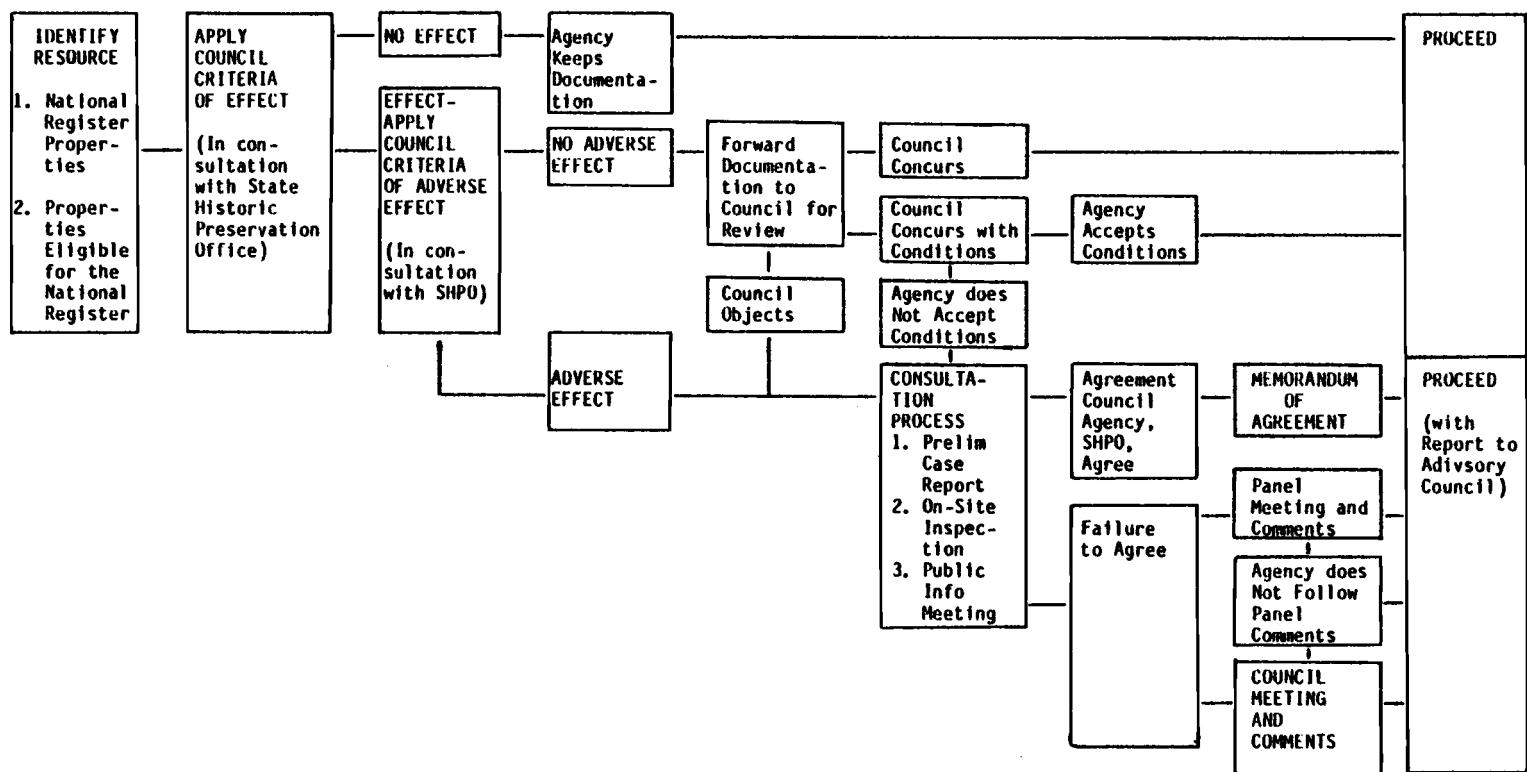 IDENTIFY
RESOURCE
1. National
Register
Proper-
ties
2. Proper-
ties
Eligible
for the
National
Register
APPLY
COUNCIL
CRITERIA
OF EFFECT
(In con-
sultation
with State
Historic
Preservation
Office)
NO EFFECT
Agency
Keeps
Documenta-
tion
EFFECT-
APPLY
COUNCIL
CRITERIA
OF ADVERSE
EFFECT
(In con-
sultation
with SHPO)
NO ADVERSE
EFFECT
Forward
Documenta-
tion to
Council for
Review
Council
Concurs
Council
Concurs with
Conditions
Agency
Accepts
Conditions
Council
Objects
Agency does
Not Accept
Conditions
ADVERSE
EFFECT
CONSULTA-
TION
PROCESS
1. Prelim
Case
Report
2. On-Site
Inspec-
tion
3. Public
Info
Meeting
Agreement
Council
Agency,
SHPO,
Agree
MEMORANDUM
OF
AGREEMENT
Failure
to Agree
Panel
Meeting and
Comments
Agency does
Not Follow
Panel
Comments
COUNCIL
MEETING
AND
COMMENTS
PROCEED
PROCEED
(with
Report to
Adivsory
Council)